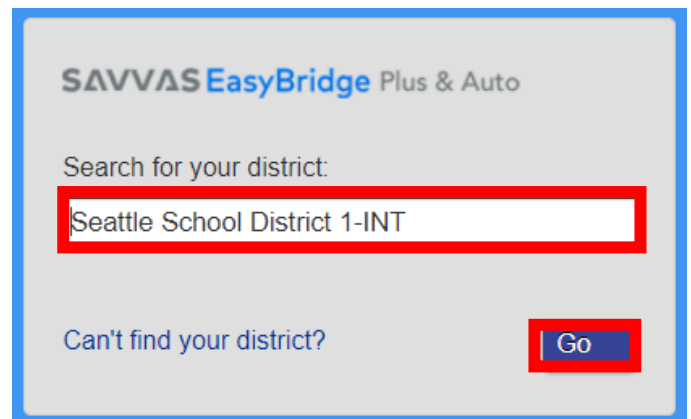 SAVVAS EasyBridge Plus & Auto
Search for your district:
Seattle School District 1-INT
Can't find your district?
Go